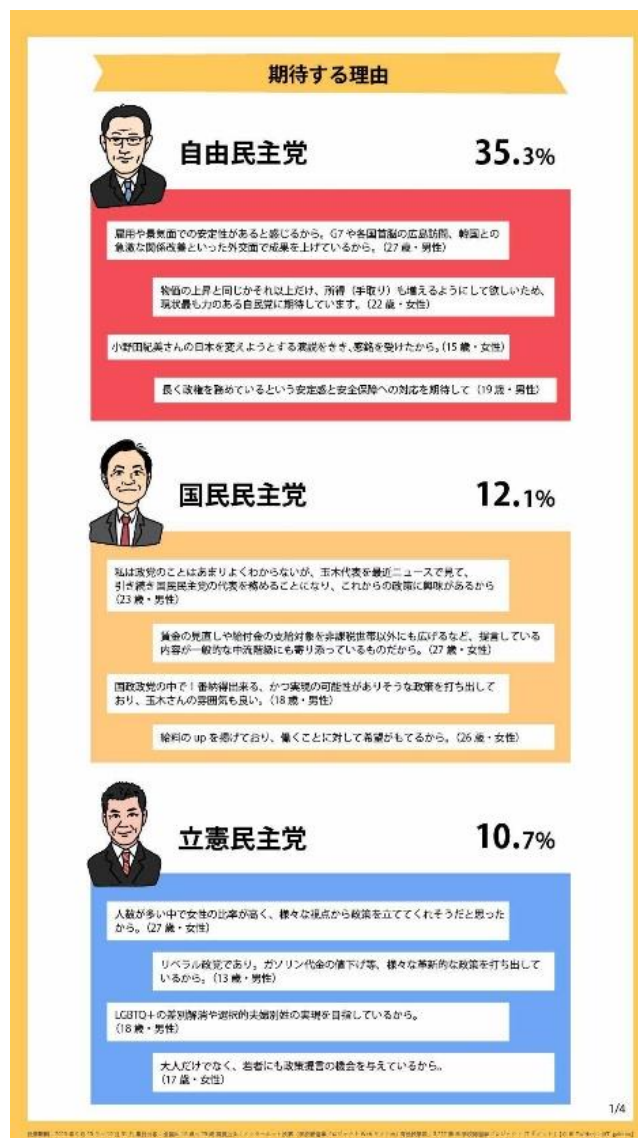 期待する理由
自由民主党 35.3%
雇用や景気面での安定性があると感じるから。G7や各国首脳の広島訪問、韓国との
急激な関係改善といった外交面で成果を上げているから。(27歳・男性)
物価の上昇と同じかそれ以上だけ、所得(手取り)も増えるようにして欲しいため、
現状最も力のある自民党に期待しています。(22歳・女性)
小野田紀美さんの日本を変えようとする演説をきき、感銘を受けたから。(15歳・女性)
長く政権を務めているという安定感と安全保障への対応を期待して(19歳・男性)
国民民主党 12.1%
私は政党のことはあまりよくわからないが、玉木代表を最近ニュースで見て、
引き続き国民民主党の代表を務めることになり、これからの政策に興味があるから
(23歳・男性)
賃金の見直しや給付金の支給対象を非課税世帯以外にも広げるなど、提言している
内容が一般的な中流階級にも寄り添っているものだから。(27歳・女性)
国政政党の中で1番納得出来る、かつ実現の可能性がありそうな政策を打ち出して
おり、玉木さんの雰囲気も良い。(18歳・男性)
給料のupを掲げており、働くことに対して希望がもてるから。(26歳・女性)
立憲民主党 10.7%
人数が多い中で女性の比率が高く、様々な視点から政策を立ててくれそうだと思った
から。(27歳・女性)
リベラル政党であり。ガソリン代金の値下げ等、様々な革新的な政策を打ち出して
いるから。(13歳・男性)
LGBTQ+の差別解消や選択的夫婦別姓の実現を目指しているから。
(18歳・男性)
大人だけでなく、若者にも政策提言の機会を与えているから。
(17歳・女性)
1/4